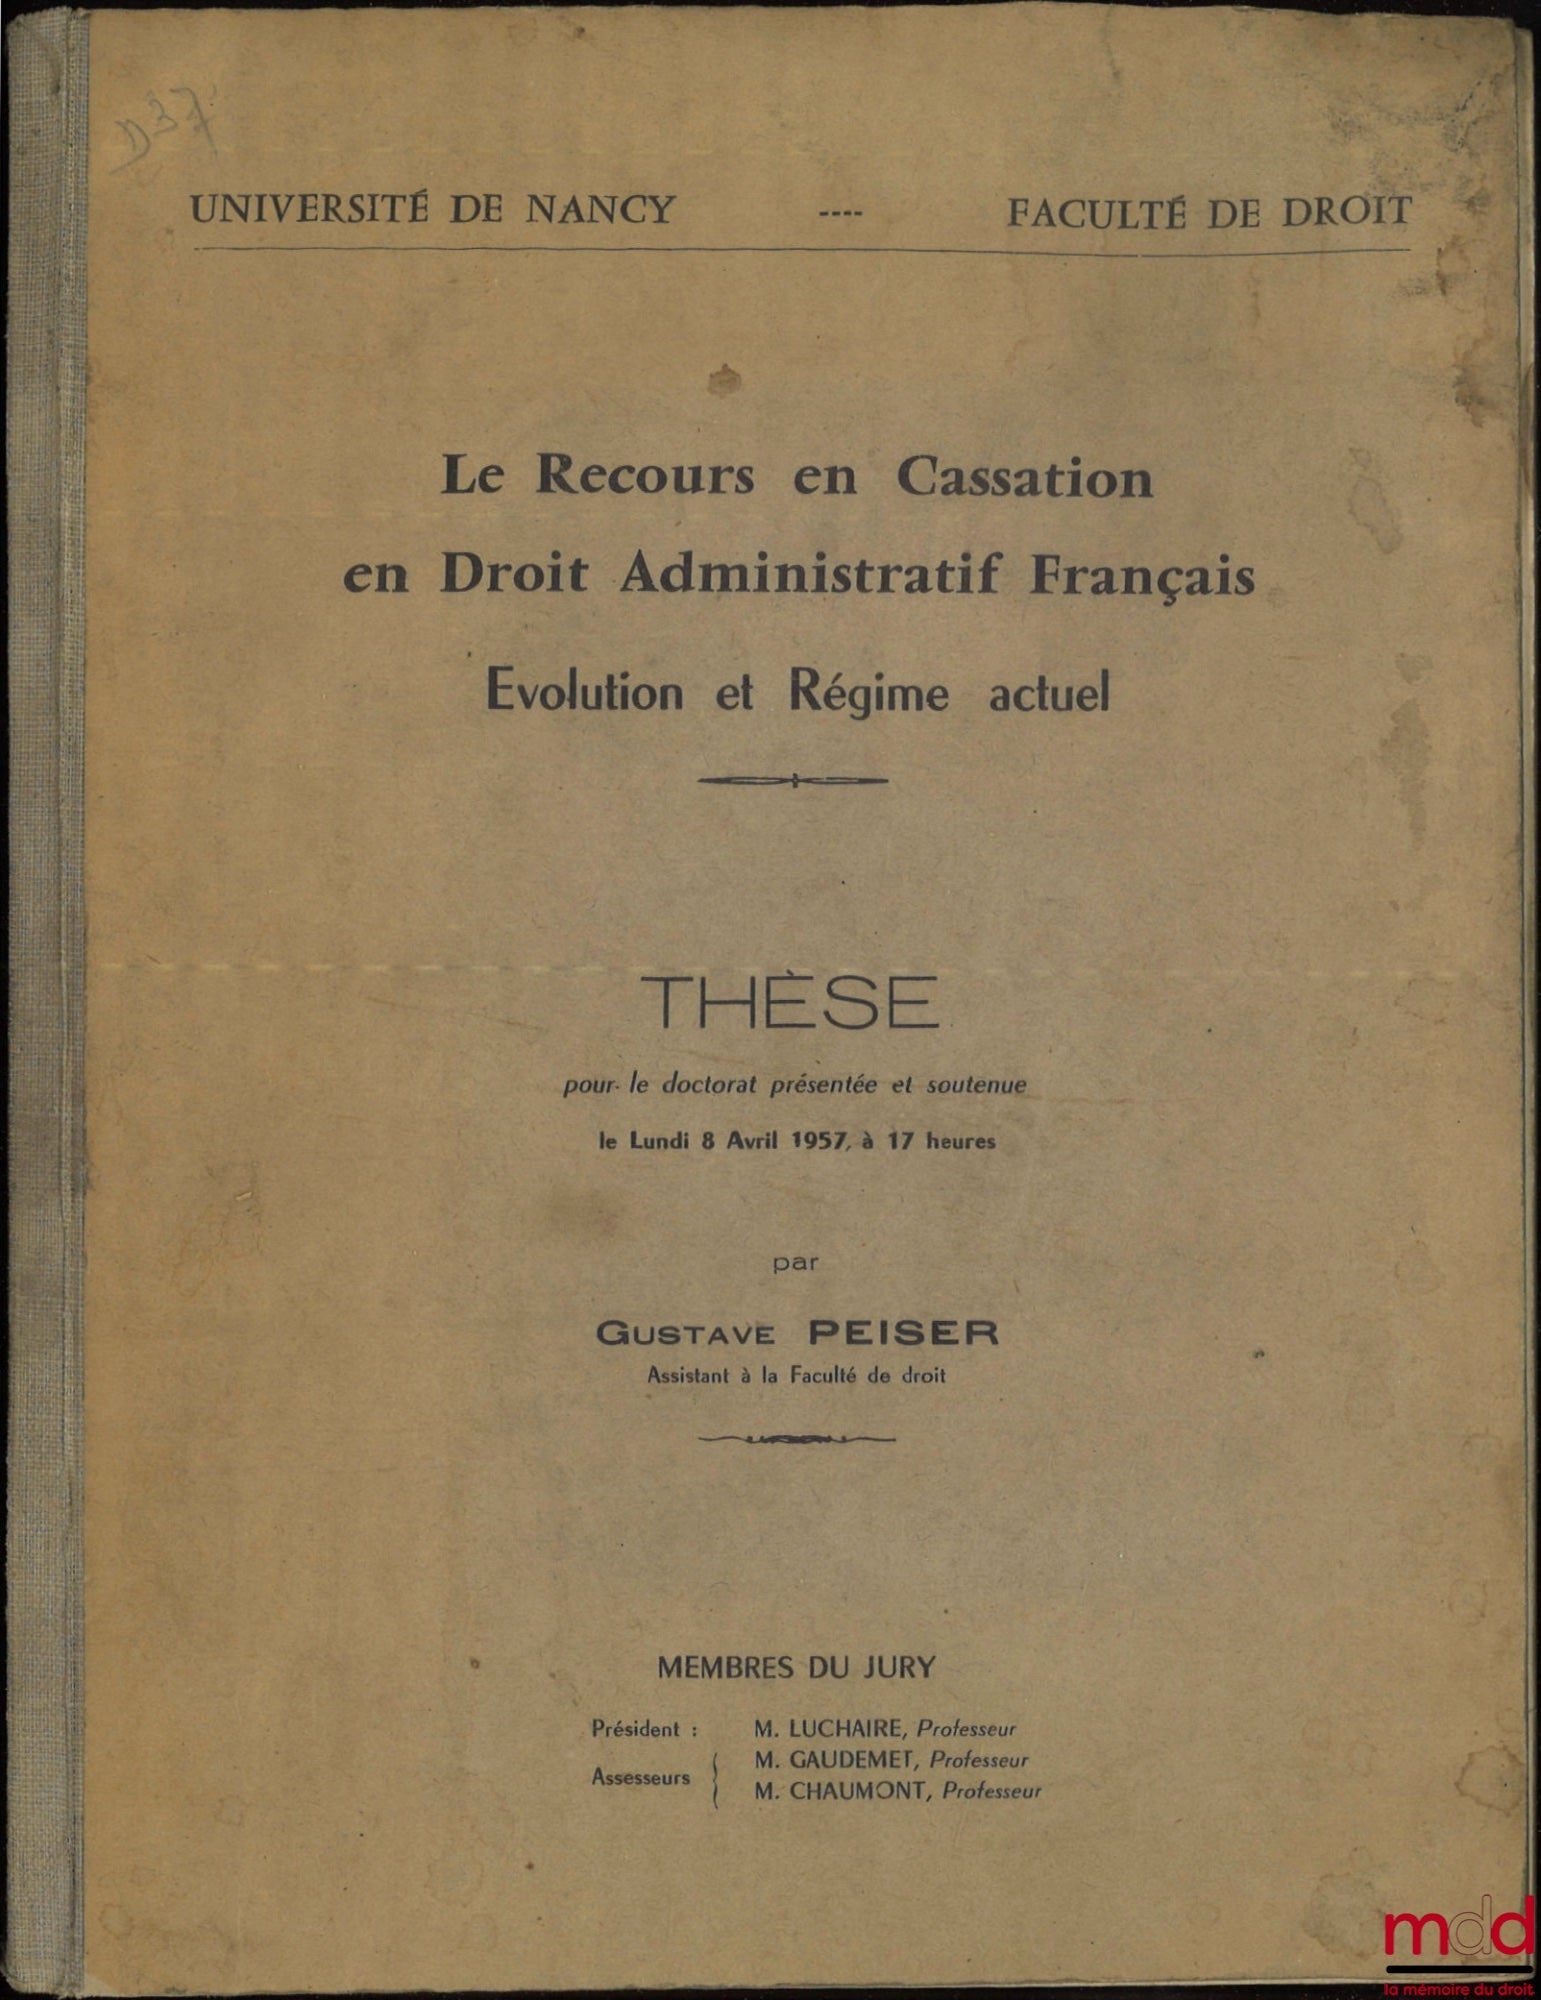 D 37
UNIVERSITÉ DE NANCY ---- FACULTÉ DE DROIT
Le Recours en Cassation
en Droit Administratif Français
Evolution et Régime actuel
THÈSE
pour le doctorat présentée et soutenue
le Lundi 8 Avril 1957, à 17 heures
par
GUSTAVE PEISER
Assistant à la Faculté de droit
MEMBRES DU JURY
Président : M. LUCHAIRE, Professeur
Assesseurs { M. GAUDEMET, Professeur
M. CHAUMONT, Professeur
mdd
la mémoire du droit